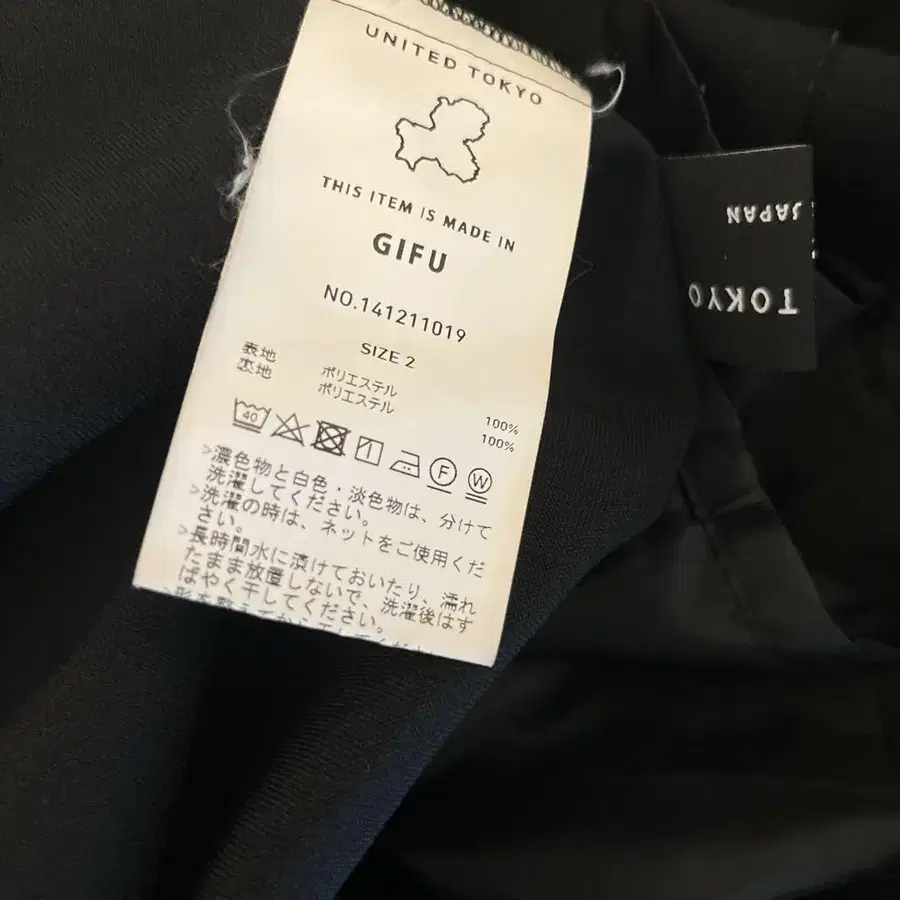 UNITED TOKYO
THIS ITEM IS MADE IN
GIFU
NO.141211019
SIZE 2
表地 ポリエステル 100%
裏地 ポリエステル 100%
40
F
W
>濃色物と白色・淡色物は、分けて
洗濯してください。
>洗濯の時は、ネットをご使用くだ
さい。
>長時間水に漬けておいたり、濡れ
たまま放置しないで、洗濯後はす
ばやく干してください。
JAPAN
TOKYO